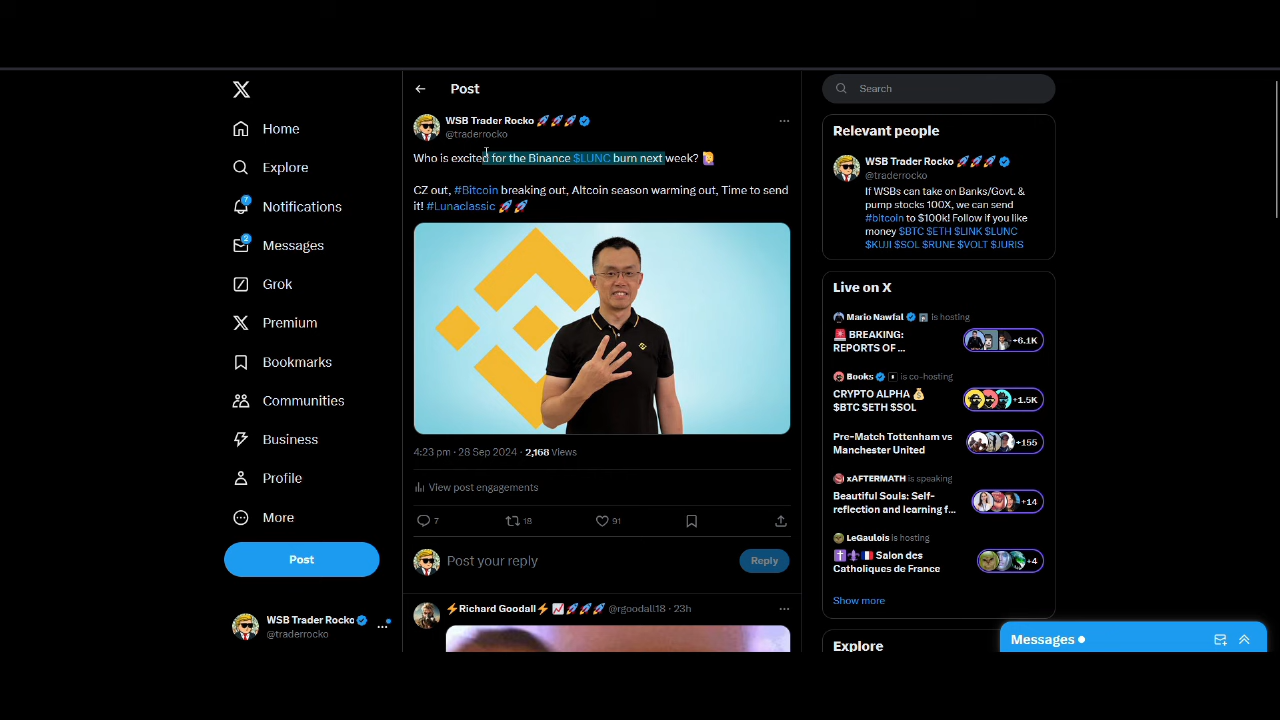 Post
Search
Home
Explore
7
Notifications
2
Messages
Grok
Premium
Bookmarks
Communities
Business
Profile
More
Post
WSB Trader Rocko
@traderrocko
WSB Trader Rocko 🚀🚀🚀
@traderrocko
Who is excited for the Binance $LUNC burn next week? 🙋
CZ out, #Bitcoin breaking out, Altcoin season warming out, Time to send
it! #Lunaclassic 🚀🚀
4:23 pm · 28 Sep 2024 · 2,168 Views
View post engagements
7 18 91
Post your reply
Reply
⚡Richard Goodall⚡📈🚀🚀🚀 @rgoodall18 · 23h
Relevant people
WSB Trader Rocko 🚀🚀🚀
@traderrocko
If WSBs can take on Banks/Govt. &
pump stocks 100X, we can send
#bitcoin to $100k! Follow if you like
money $BTC $ETH $LINK $LUNC
$KUJI $SOL $RUNE $VOLT $JURIS
Live on X
Mario Nawfal is hosting
🚨 BREAKING:
REPORTS OF ...
+6.1K
Books is co-hosting
CRYPTO ALPHA 💰
$BTC $ETH $SOL
+1.5K
Pre-Match Tottenham vs
Manchester United
+155
xAFTERMATH is speaking
Beautiful Souls: Self-
reflection and learning f...
+14
LeGaulois is hosting
✝️⚜️🇫🇷 Salon des
Catholiques de France
+4
Show more
Explore
Messages